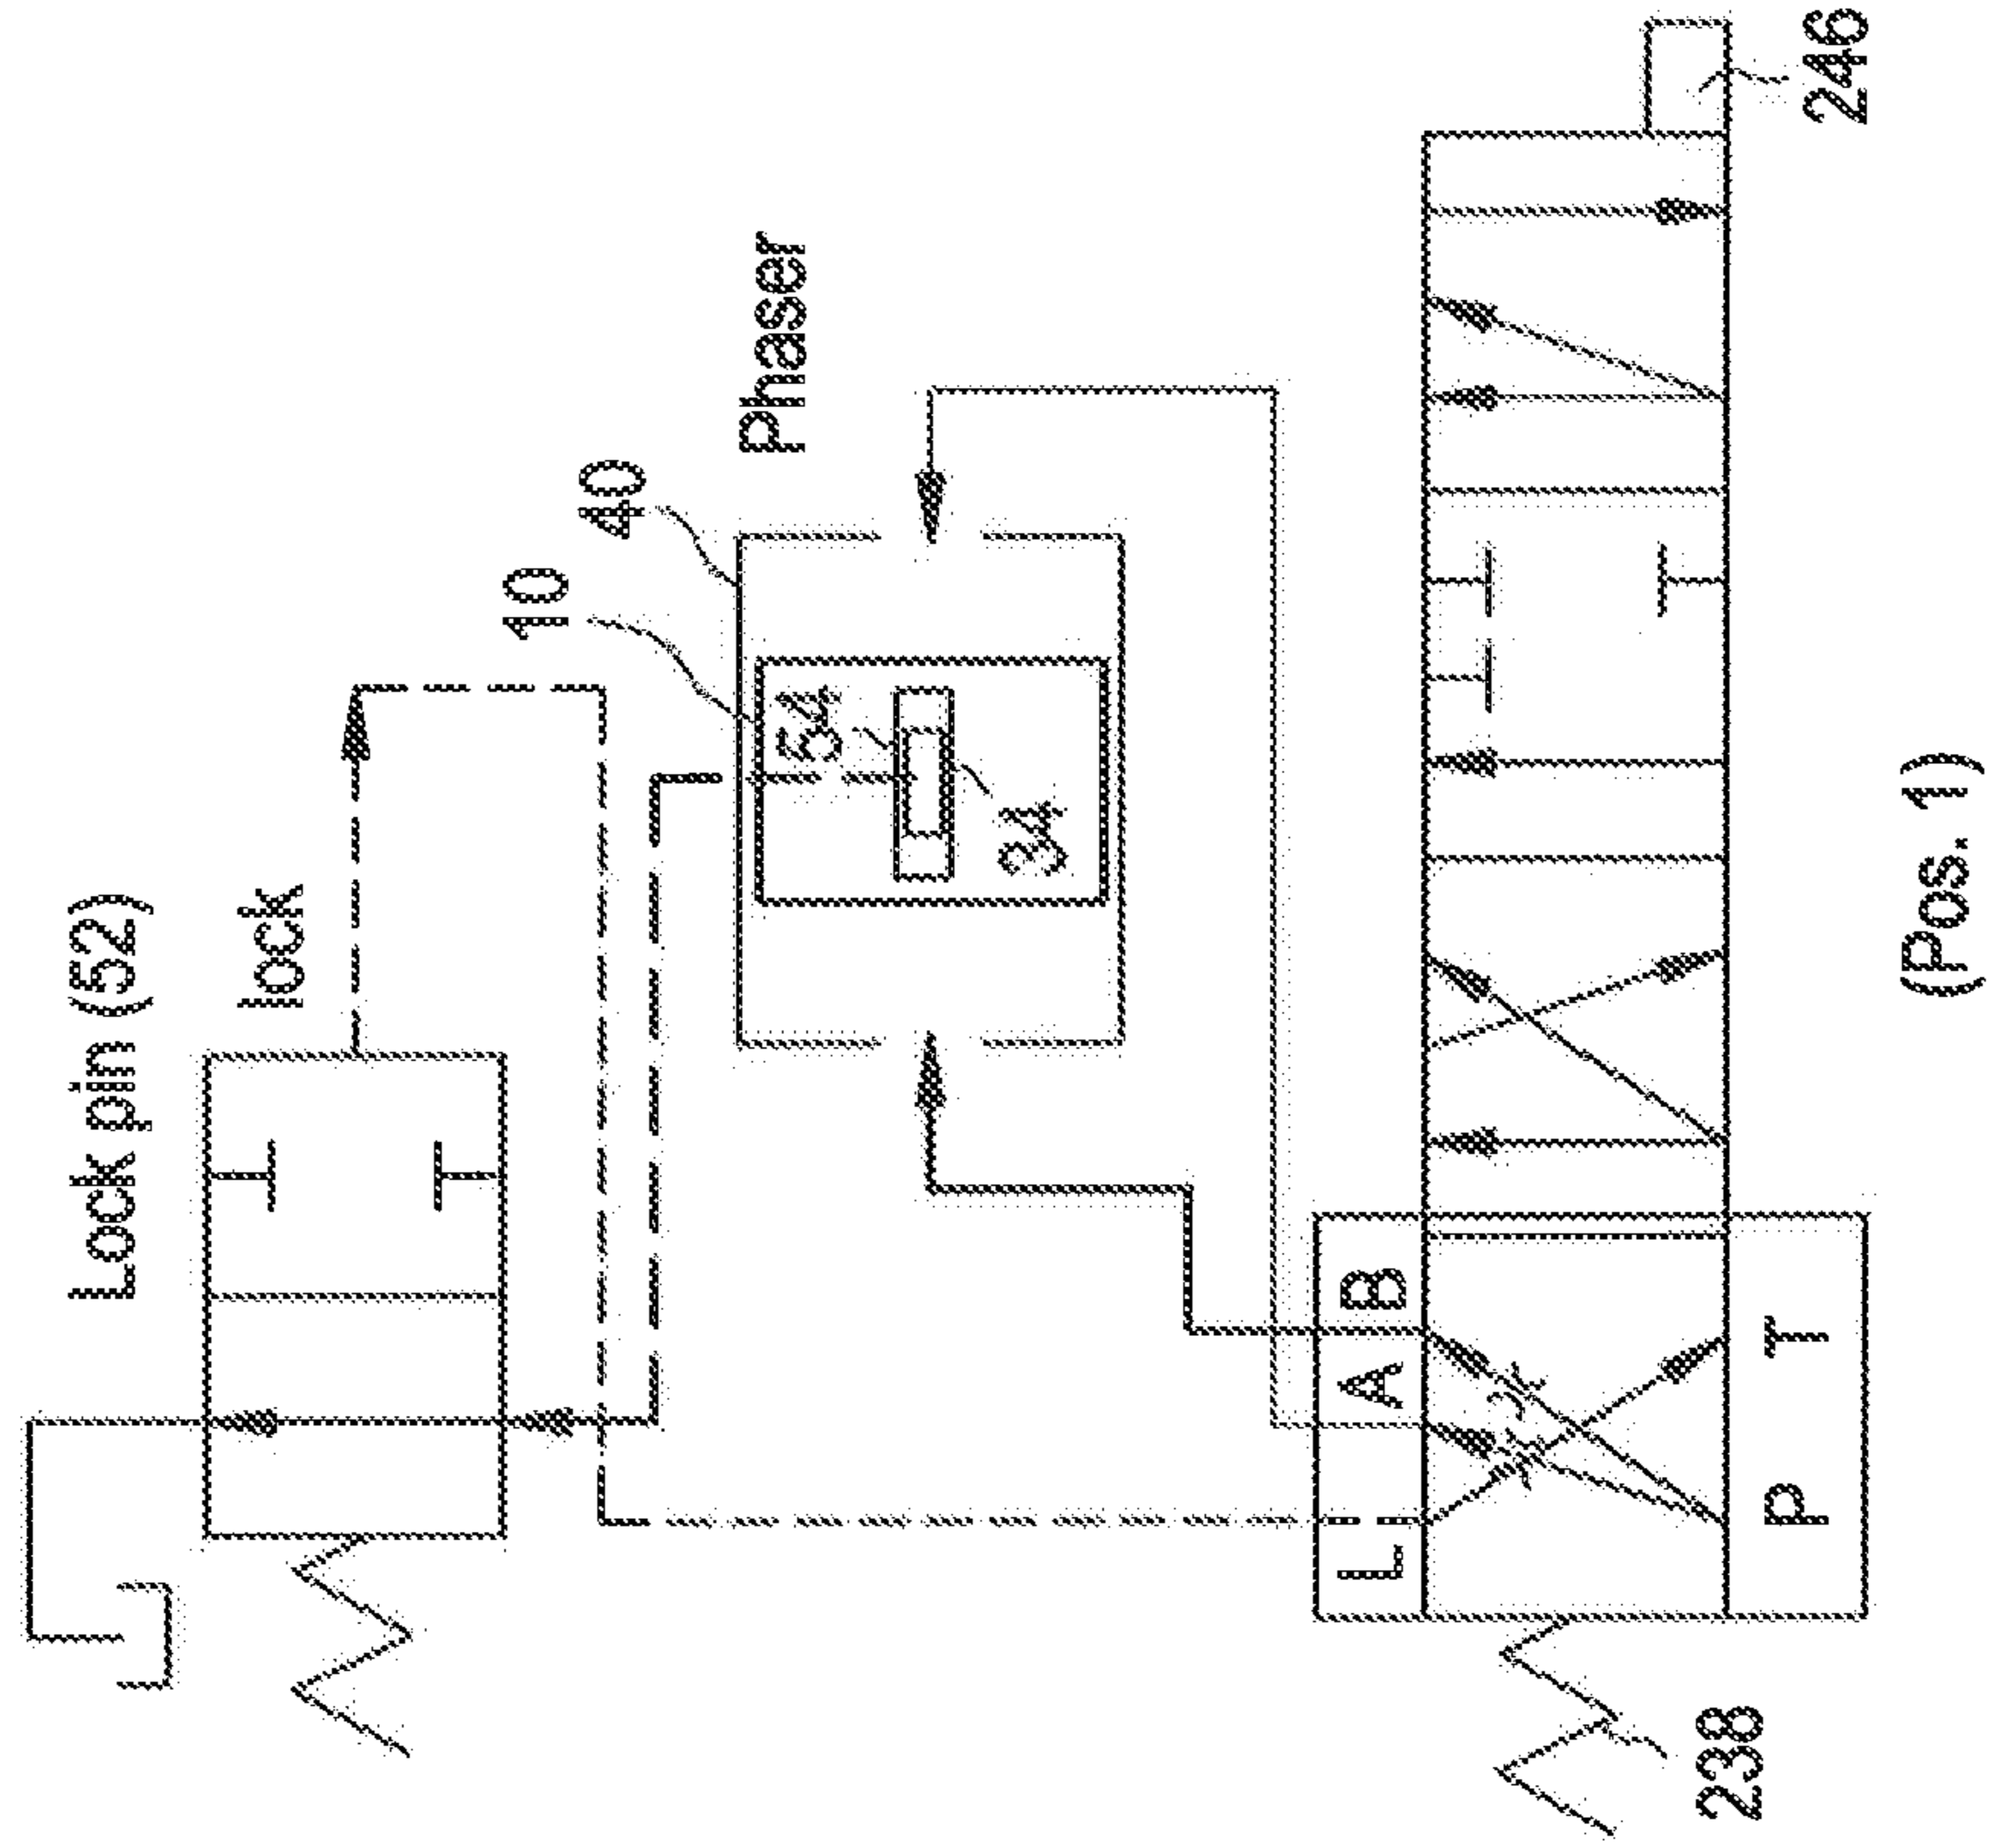 Lock pin (52)
lock
10
40
Phaser
54
34
L A B
P T
238
246
(Pos. 1)